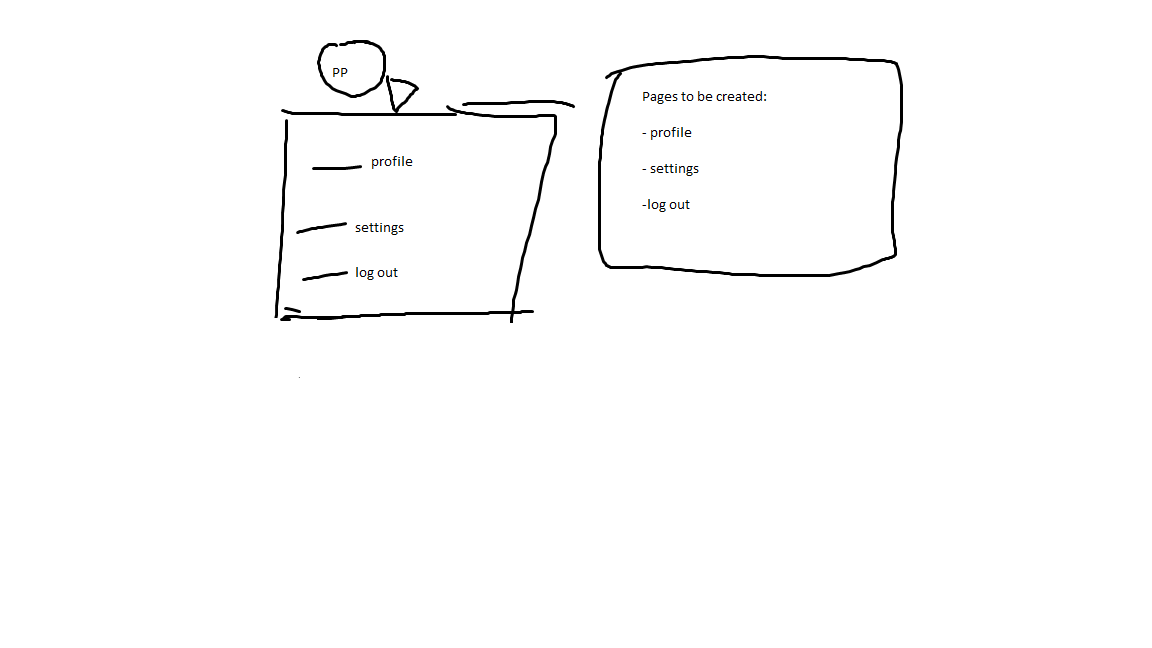 PP
profile
settings
log out
Pages to be created:
- profile
- settings
-log out